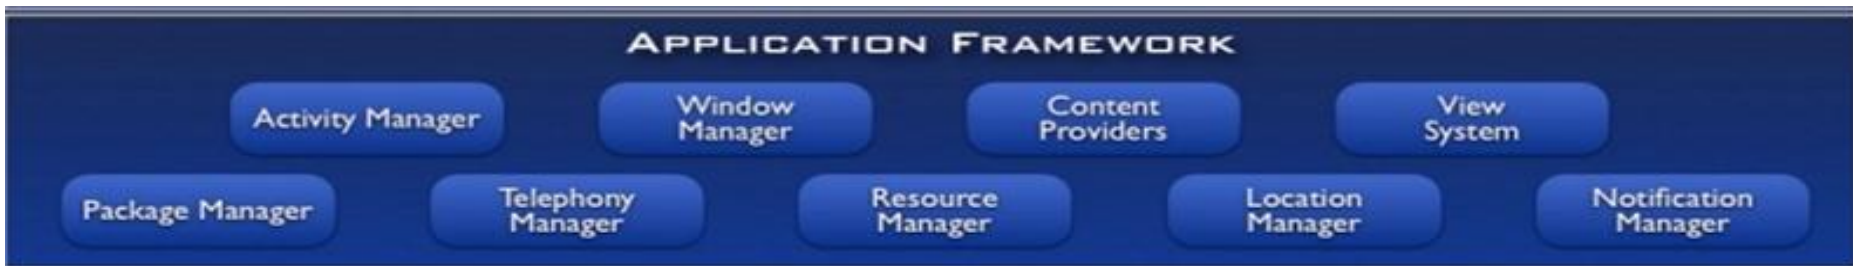 APPLICATION FRAMEWORK
Activity Manager
Window
Manager
Content
Providers
View
System
Package Manager
Telephony
Manager
Resource
Manager
Location
Manager
Notification
Manager